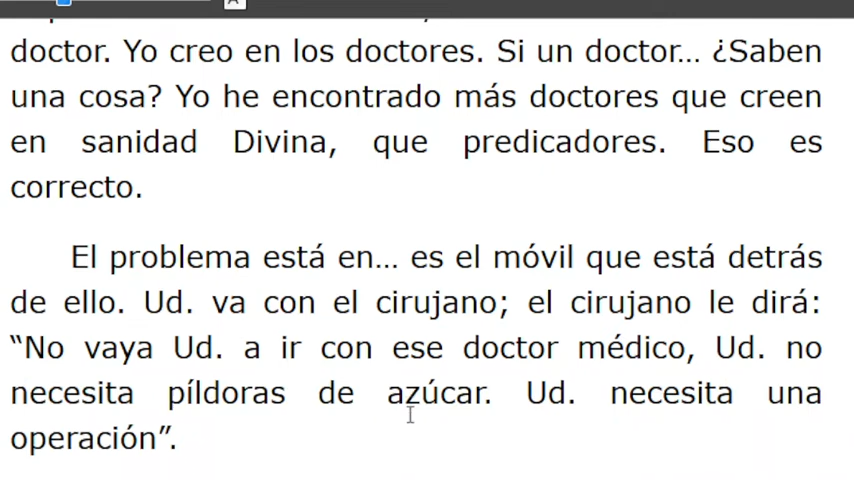 doctor. Yo creo en los doctores. Si un doctor... ¿Saben
una cosa? Yo he encontrado más doctores que creen
en sanidad Divina, que predicadores. Eso es
correcto.
El problema está en... es el móvil que está detrás
de ello. Ud. va con el cirujano; el cirujano le dirá:
“No vaya Ud. a ir con ese doctor médico, Ud. no
necesita píldoras de azúcar. Ud. necesita una
operación”.